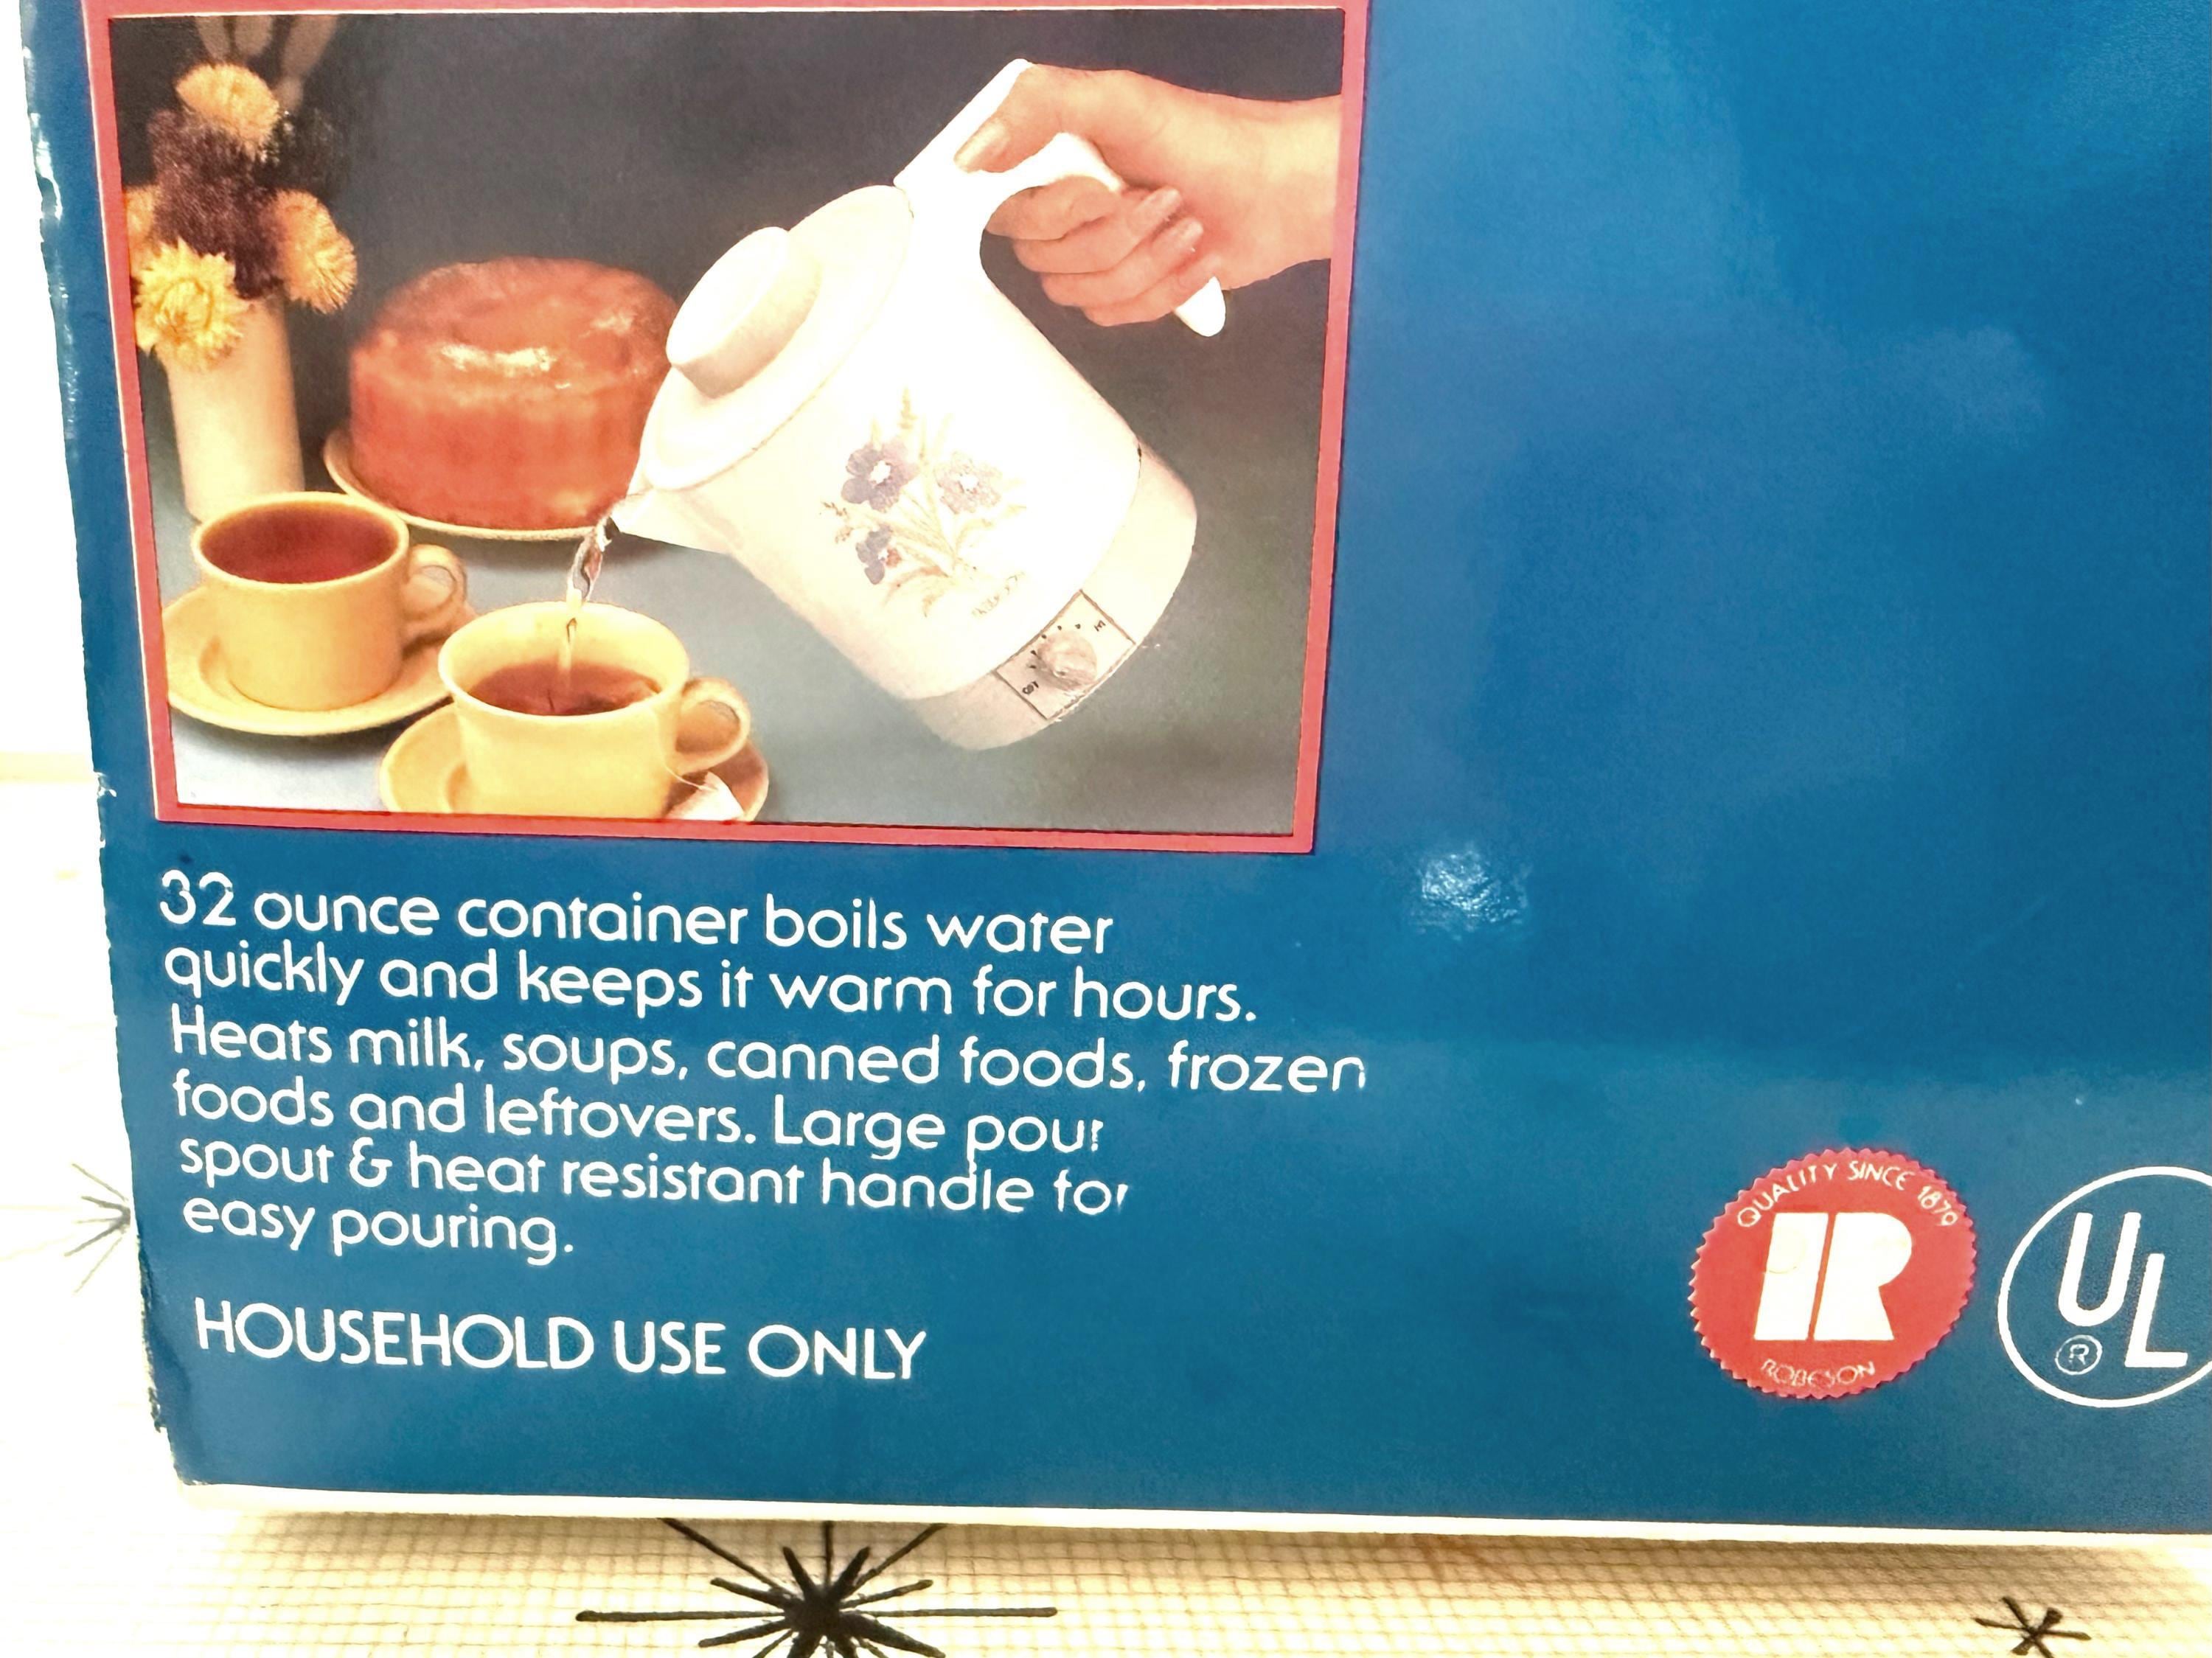 32 ounce container boils water
quickly and keeps it warm for hours.
Heats milk, soups, canned foods, frozen
foods and leftovers. Large pour
spout & heat resistant handle for
easy pouring.
HOUSEHOLD USE ONLY
QUALITY SINCE 1879
R
ROBESON
UL
®